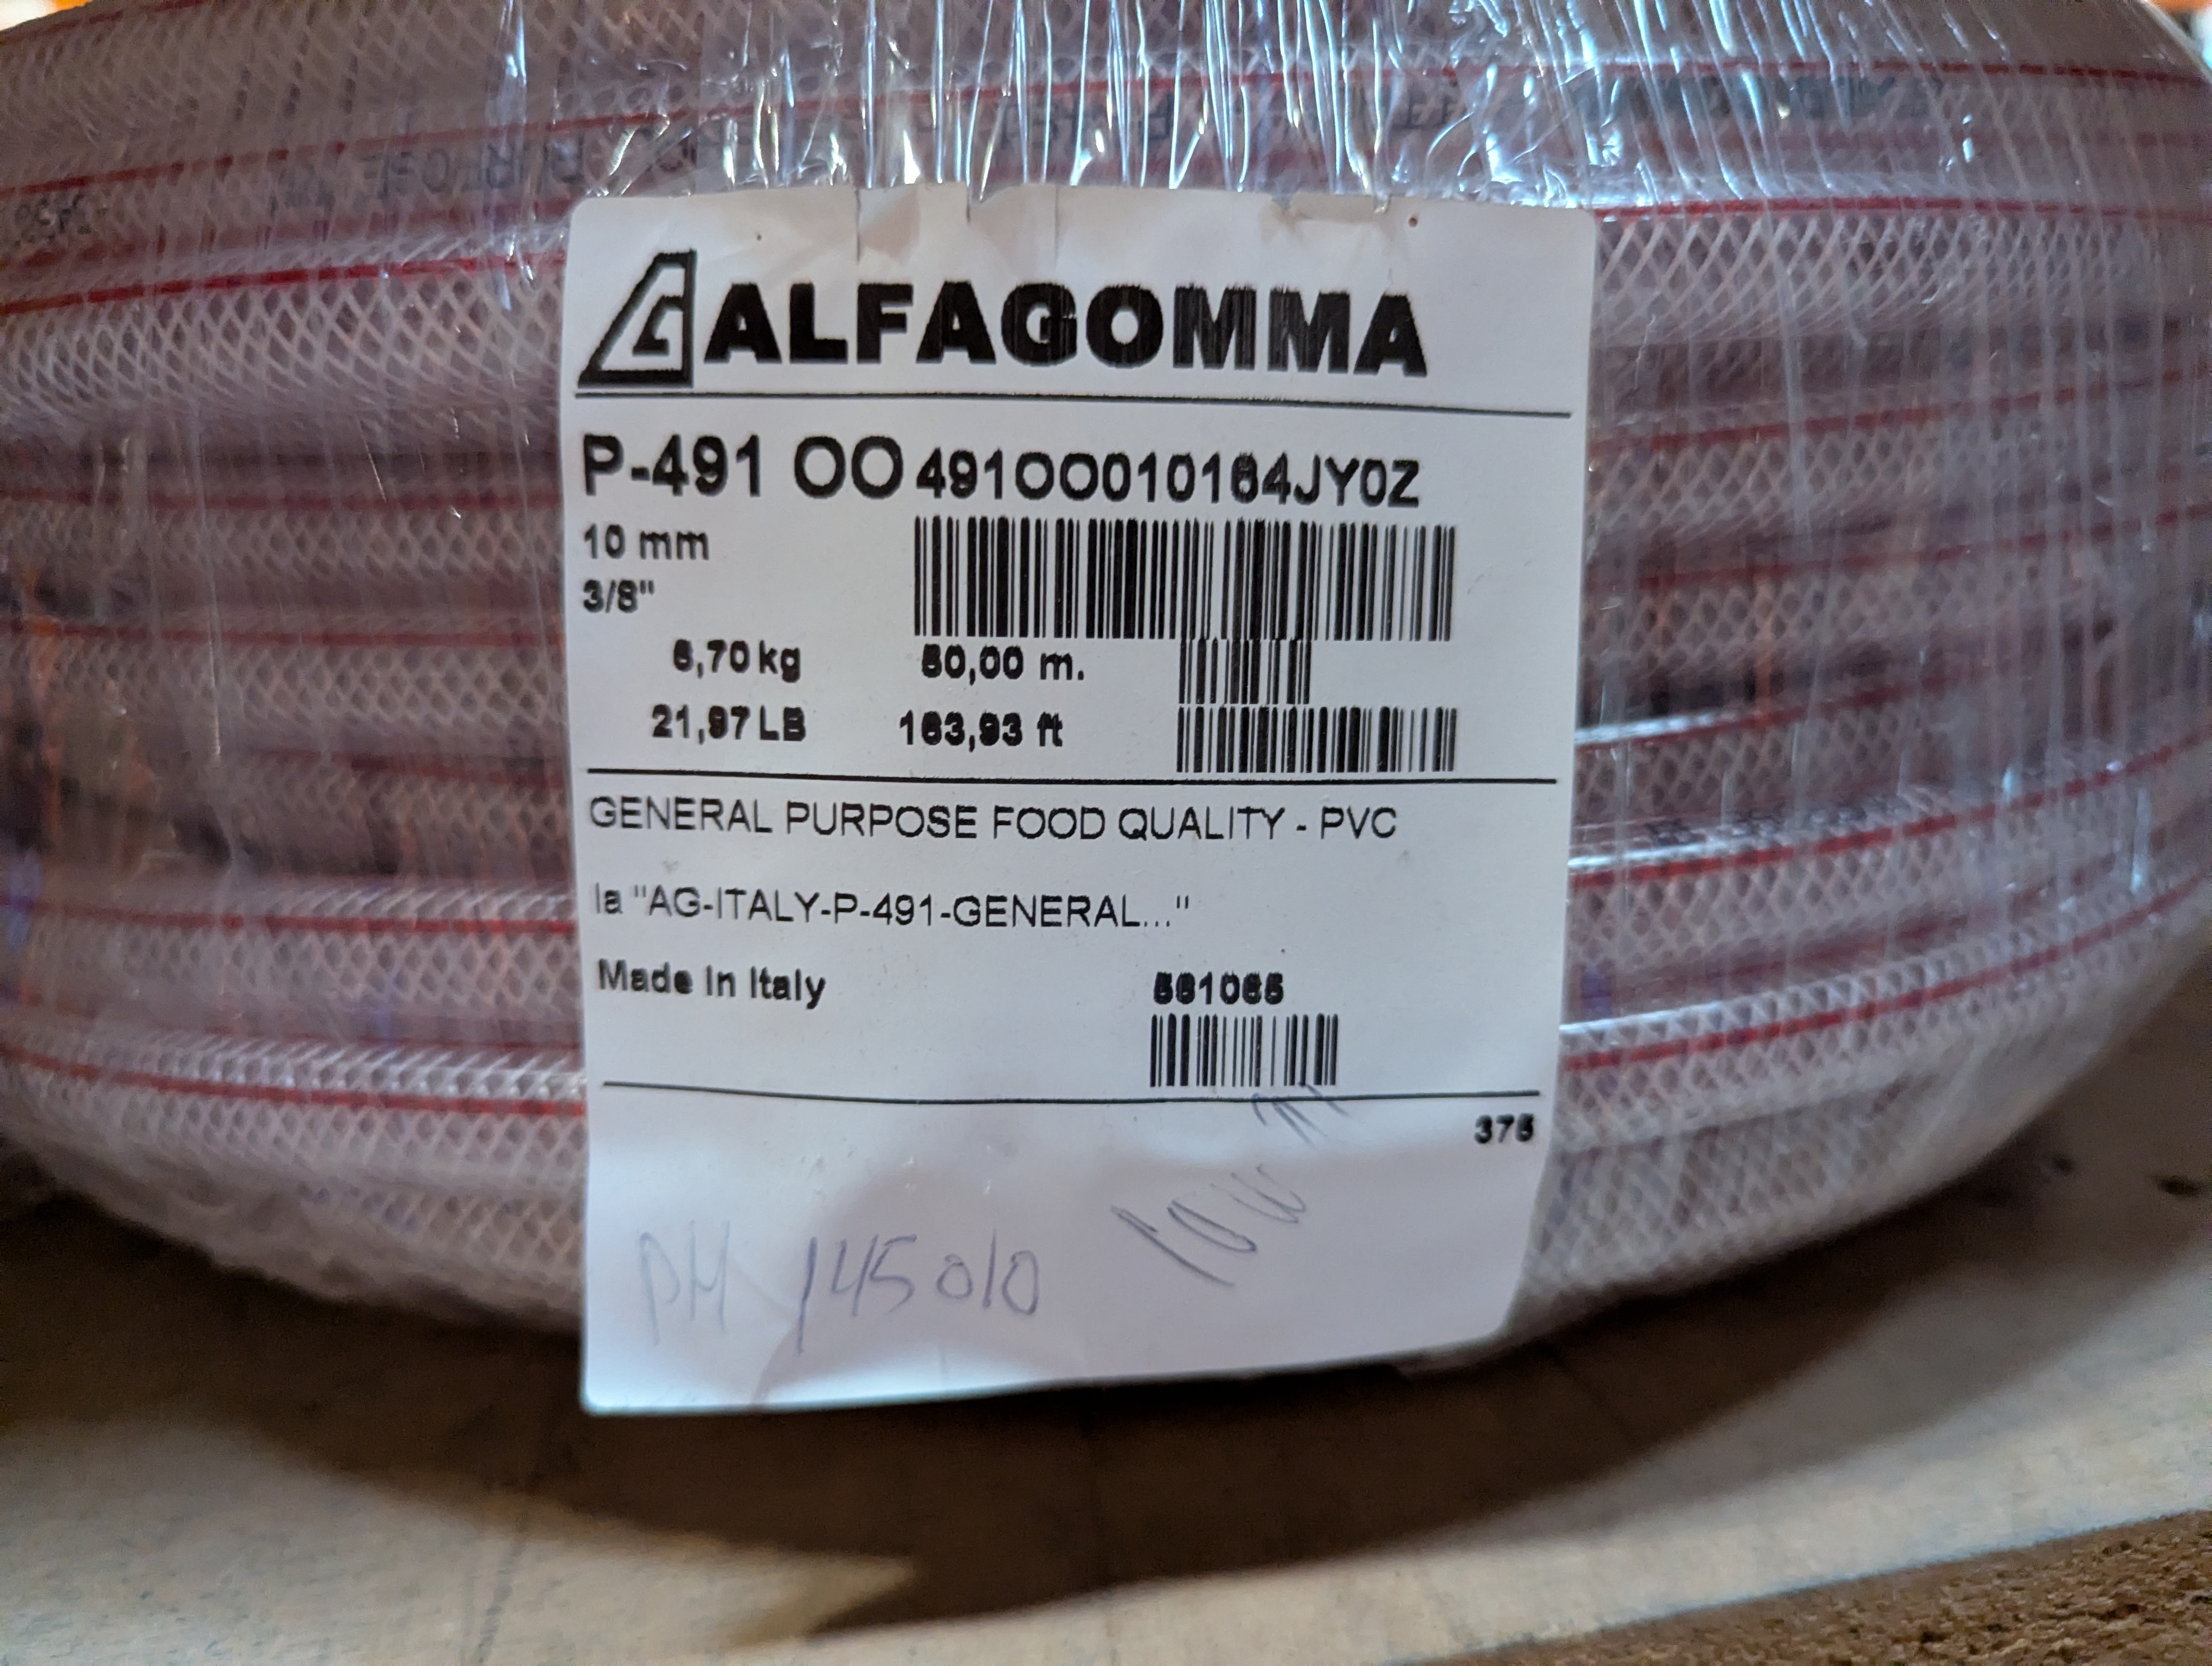 ALFAGOMMA
P-491 OO 491OO010164JY0Z
10 mm
3/8"
6,70 kg 50,00 m.
21,97 LB 163,93 ft
GENERAL PURPOSE FOOD QUALITY - PVC
la "AG-ITALY-P-491-GENERAL..."
Made In Italy
375
PM 145010